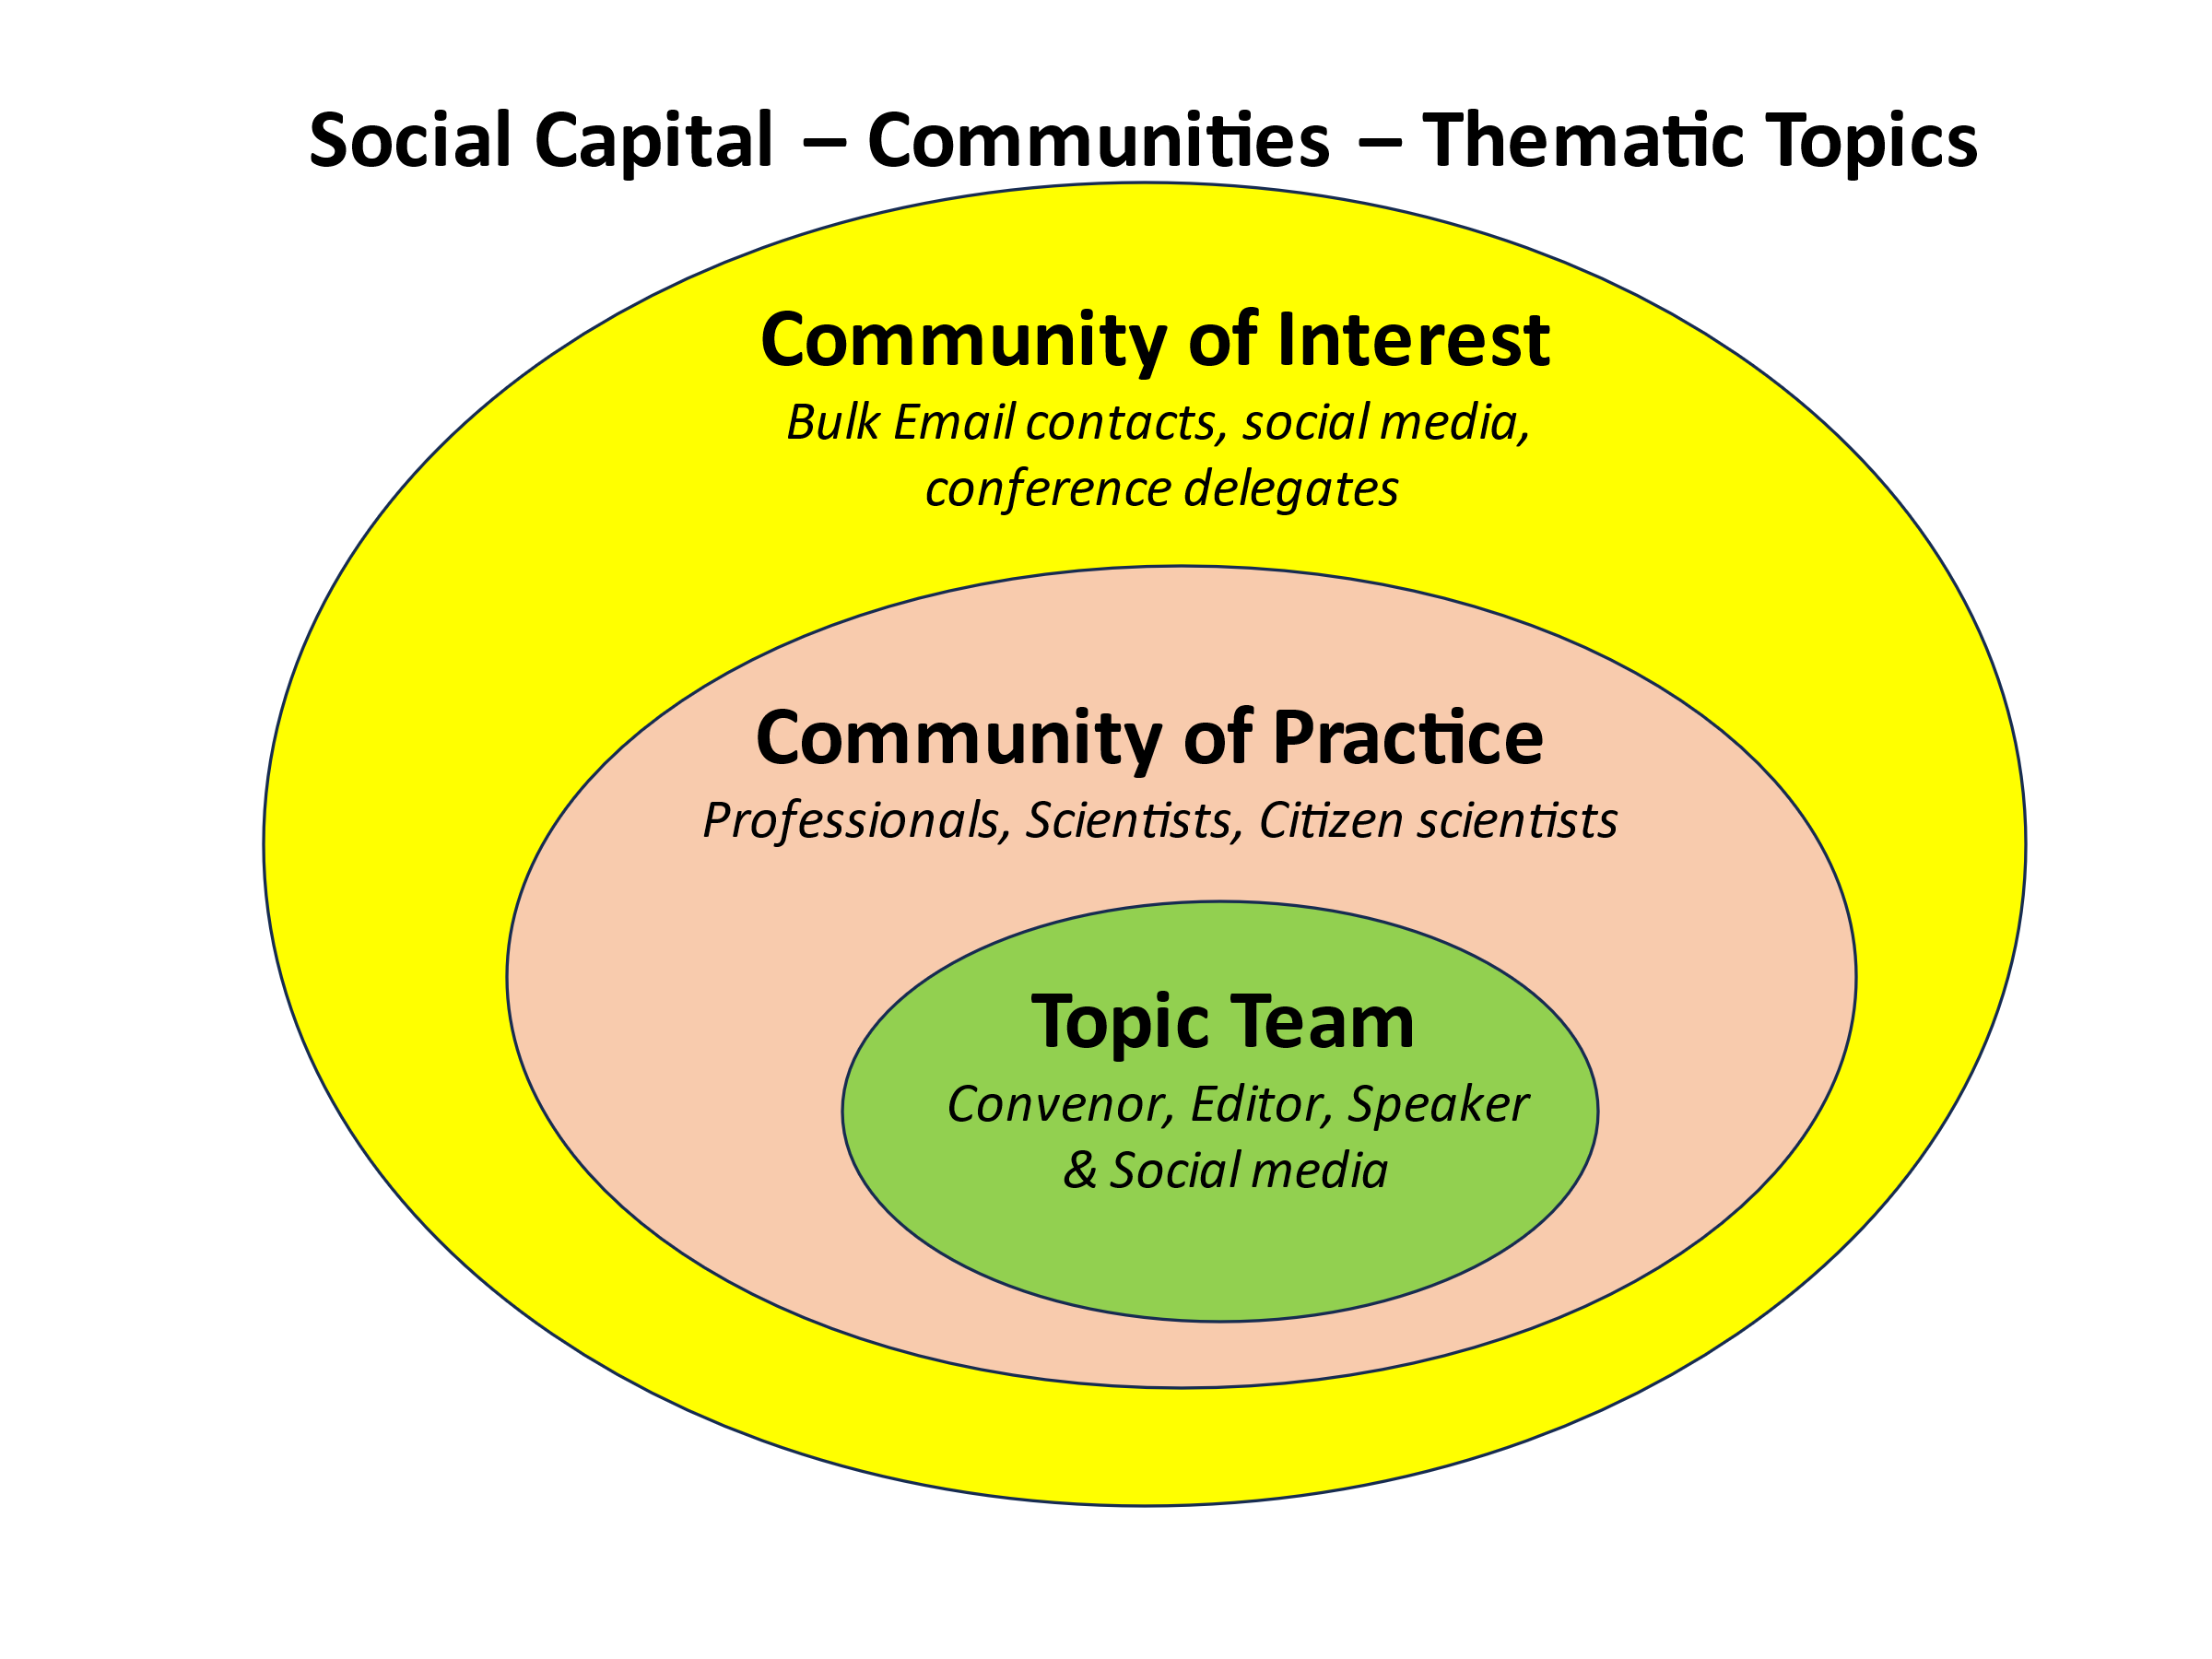 Social Capital – Communities – Thematic Topics
Community of Interest
Bulk Email contacts, social media,
conference delegates
Community of Practice
Professionals, Scientists, Citizen scientists
Topic Team
Convenor, Editor, Speaker
& Social media